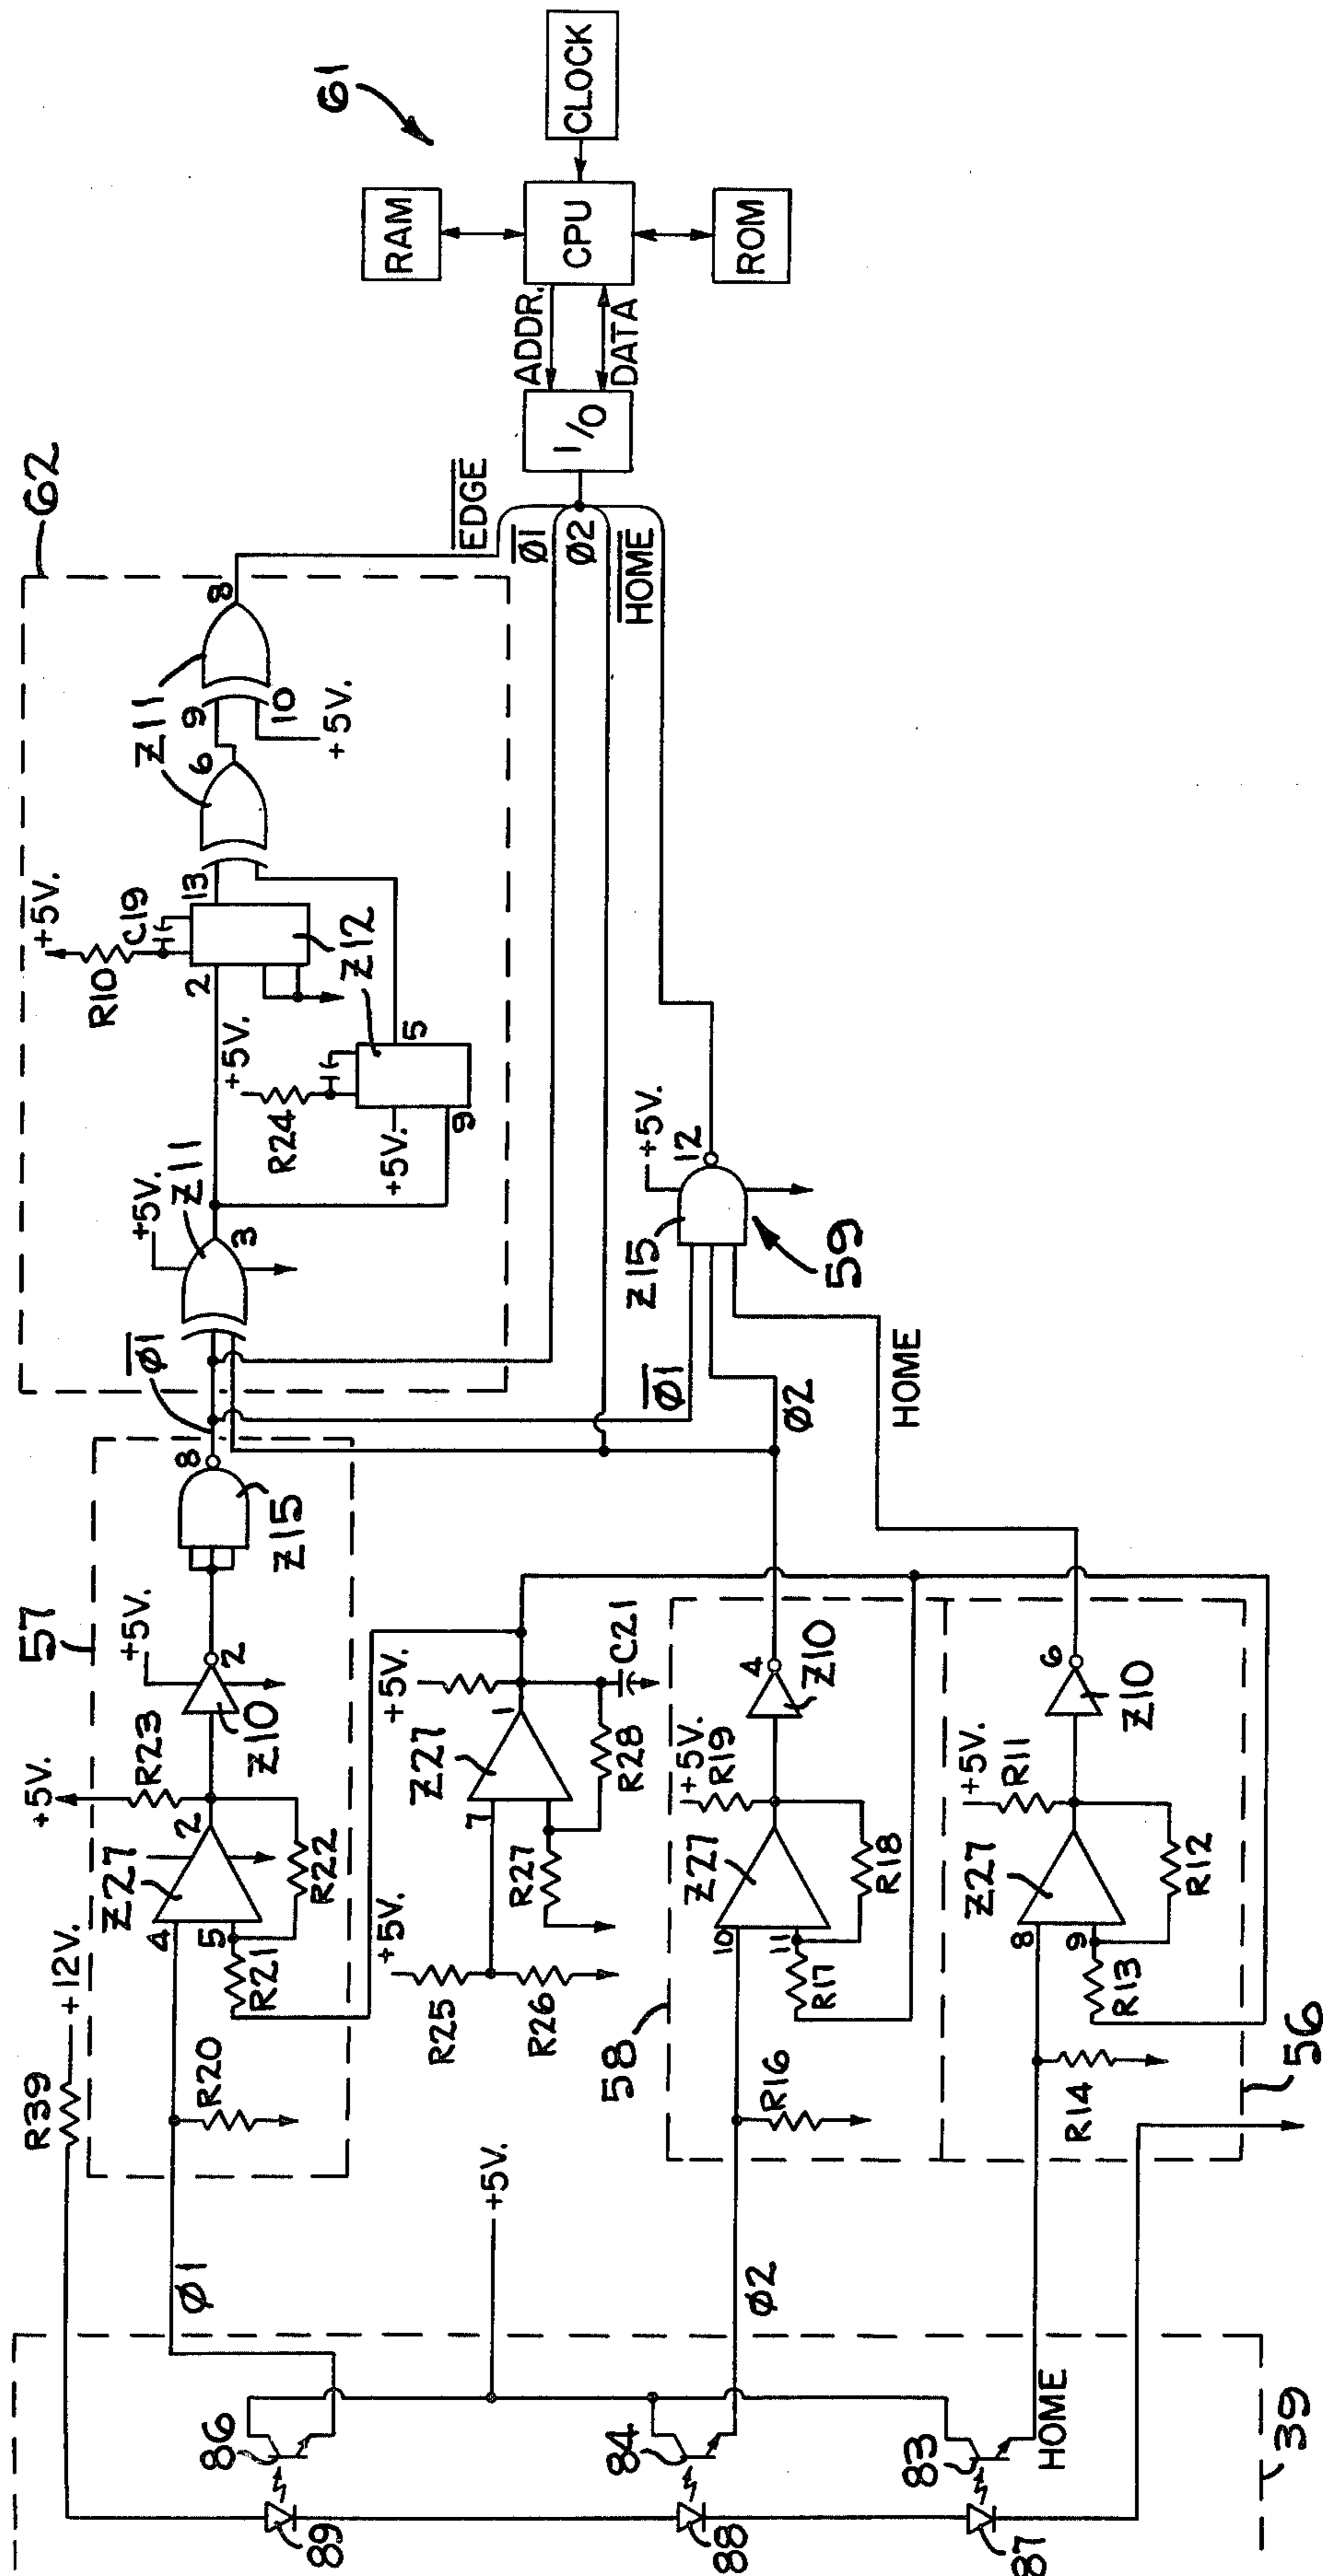 61
CLOCK
RAM
CPU
ROM
ADDR.
DATA
I/O
62
EDGE
Ø1
Ø2
HOME
8
Z11
9
10
+5V.
6
+5V.
C19
13
R10
2
Z12
+5V.
5
R24
+5V.
9
+5V.
Z11
3
+5V.
12
Z15
59
Ø1
Ø1
Ø2
HOME
57
8
Z15
+5V.
2
Z10
+5V.
R23
Z27
2
4
5
R22
R21
+12V.
R39
R20
+5V.
1
Z27
7
C21
R28
R27
+5V.
R25
R26
58
4
Z10
+5V.
R19
Z27
10
11
R18
R17
R16
6
Z10
+5V.
R11
Z27
8
9
R12
R13
R14
56
+5V.
Ø1
Ø2
HOME
86
84
83
89
88
87
39